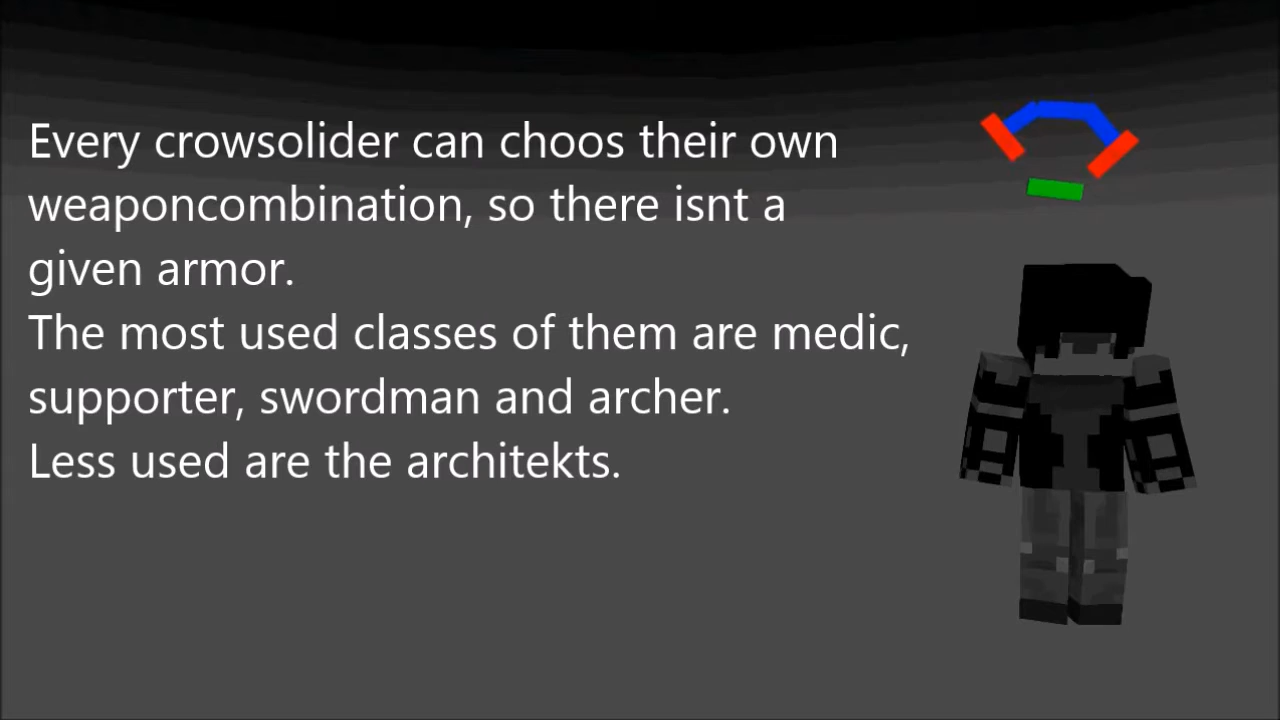 Every crowsolider can choos their own
weaponcombination, so there isnt a
given armor.
The most used classes of them are medic,
supporter, swordman and archer.
Less used are the architekts.